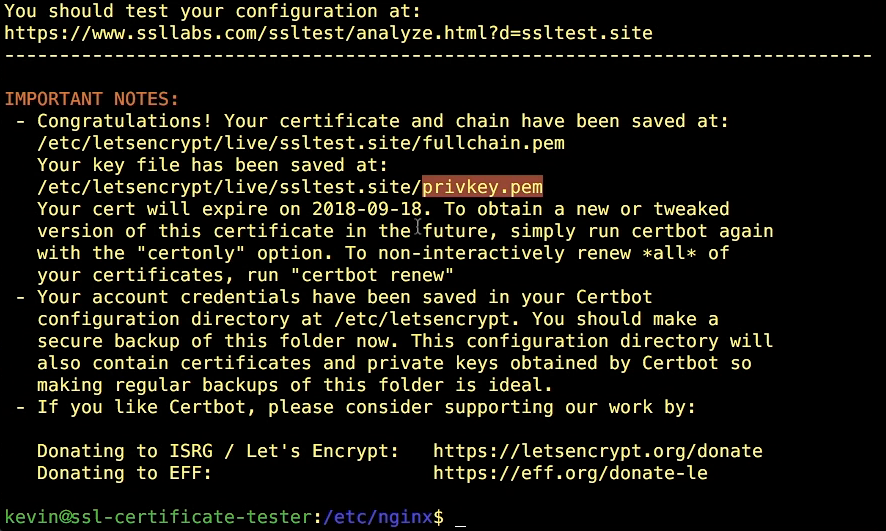 You should test your configuration at:
https://www.ssllabs.com/ssltest/analyze.html?d=ssltest.site
-------------------------------------------------------------------------------
IMPORTANT NOTES:
- Congratulations! Your certificate and chain have been saved at:
/etc/letsencrypt/live/ssltest.site/fullchain.pem
Your key file has been saved at:
/etc/letsencrypt/live/ssltest.site/privkey.pem
Your cert will expire on 2018-09-18. To obtain a new or tweaked
version of this certificate in the future, simply run certbot again
with the "certonly" option. To non-interactively renew *all* of
your certificates, run "certbot renew"
- Your account credentials have been saved in your Certbot
configuration directory at /etc/letsencrypt. You should make a
secure backup of this folder now. This configuration directory will
also contain certificates and private keys obtained by Certbot so
making regular backups of this folder is ideal.
- If you like Certbot, please consider supporting our work by:
Donating to ISRG / Let's Encrypt:   https://letsencrypt.org/donate
Donating to EFF:                    https://eff.org/donate-le
kevin@ssl-certificate-tester:/etc/nginx$ _